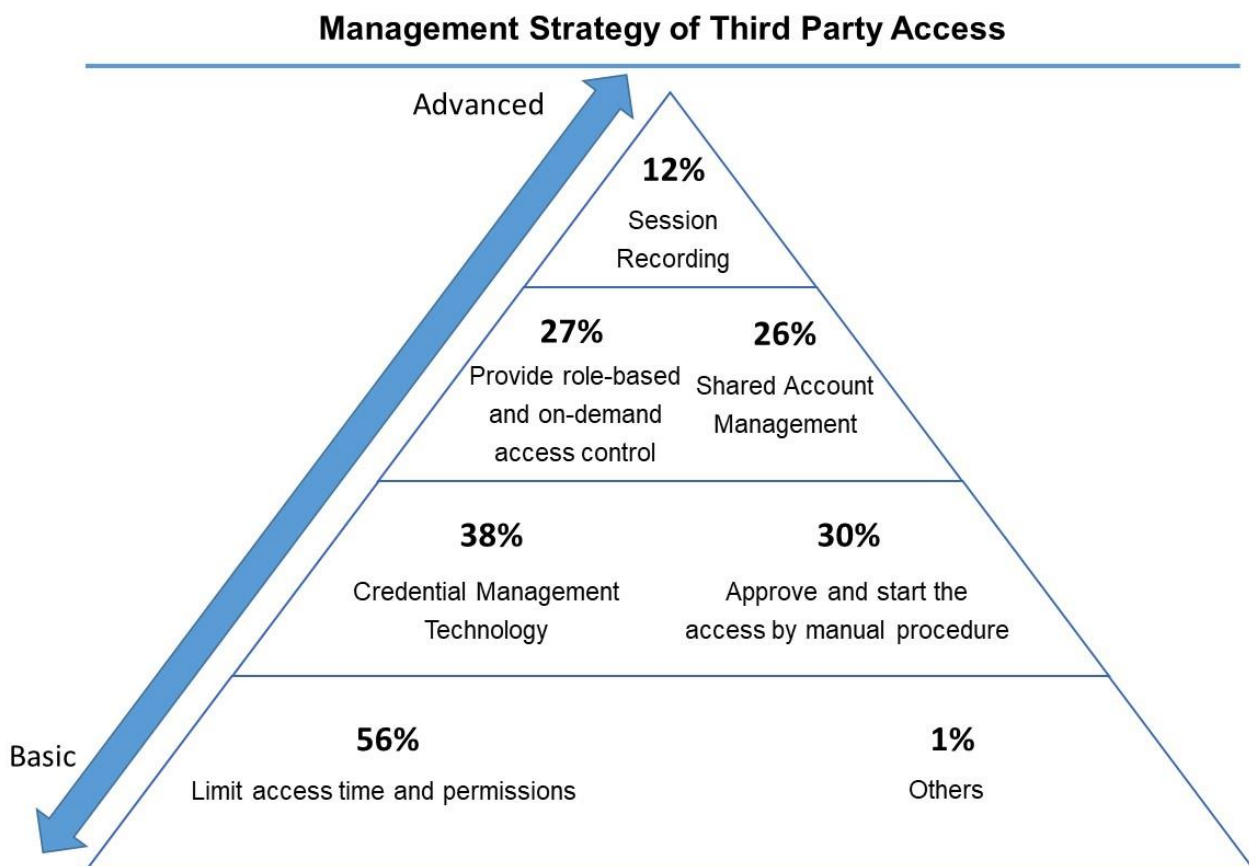 Management Strategy of Third Party Access
Advanced
12%
Session
Recording
27%
Provide role-based
and on-demand
access control
26%
Shared Account
Management
38%
Credential Management
Technology
30%
Approve and start the
access by manual procedure
Basic
56%
Limit access time and permissions
1%
Others